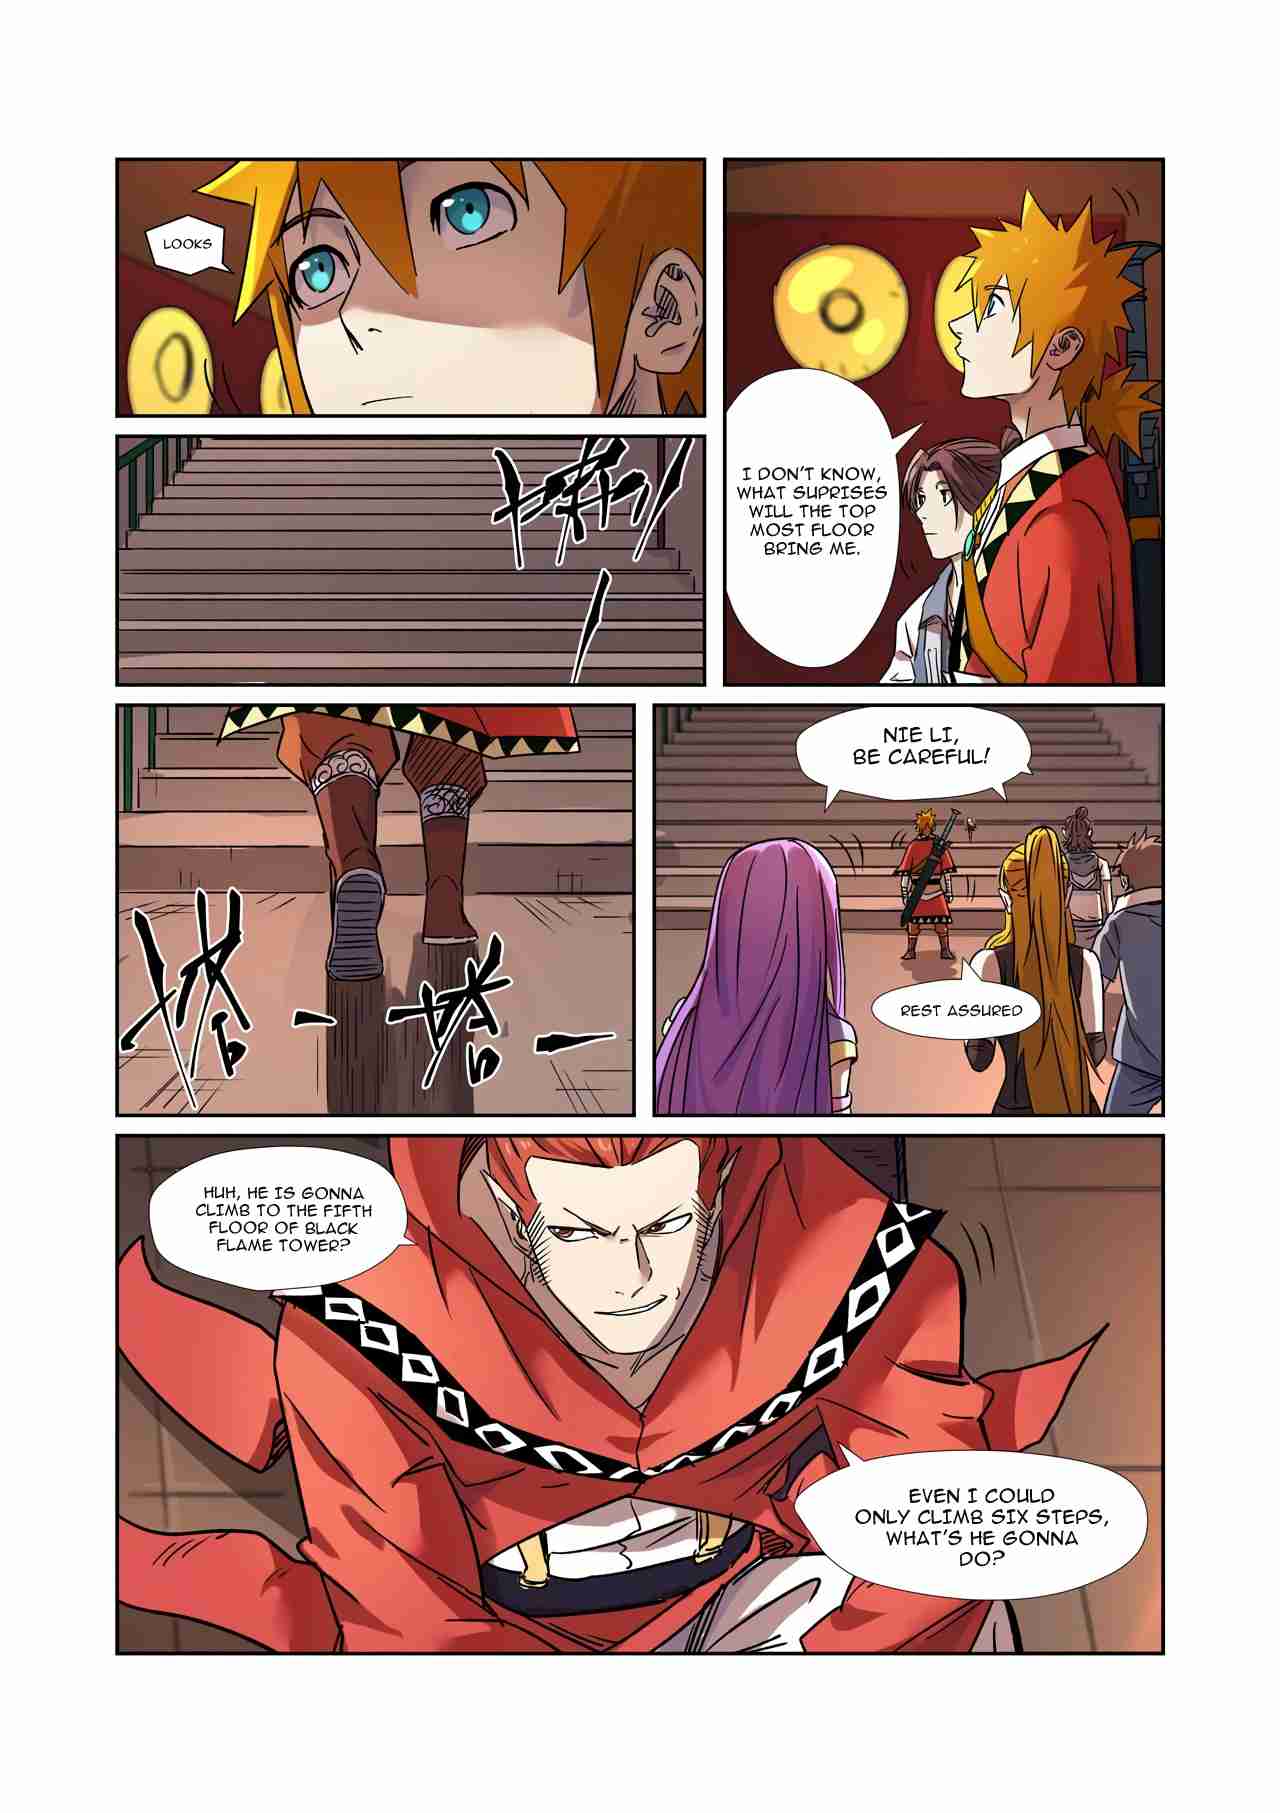 LOOKS
I DON'T KNOW,
WHAT SUPRISES
WILL THE TOP
MOST FLOOR
BRING ME.
NIE LI,
BE CAREFUL!
REST ASSURED
塔 一 塔 一
HUH, HE IS GONNA
CLIMB TO THE FIFTH
FLOOR OF BLACK
FLAME TOWER?
EVEN I COULD
ONLY CLIMB SIX STEPS,
WHAT'S HE GONNA
DO?